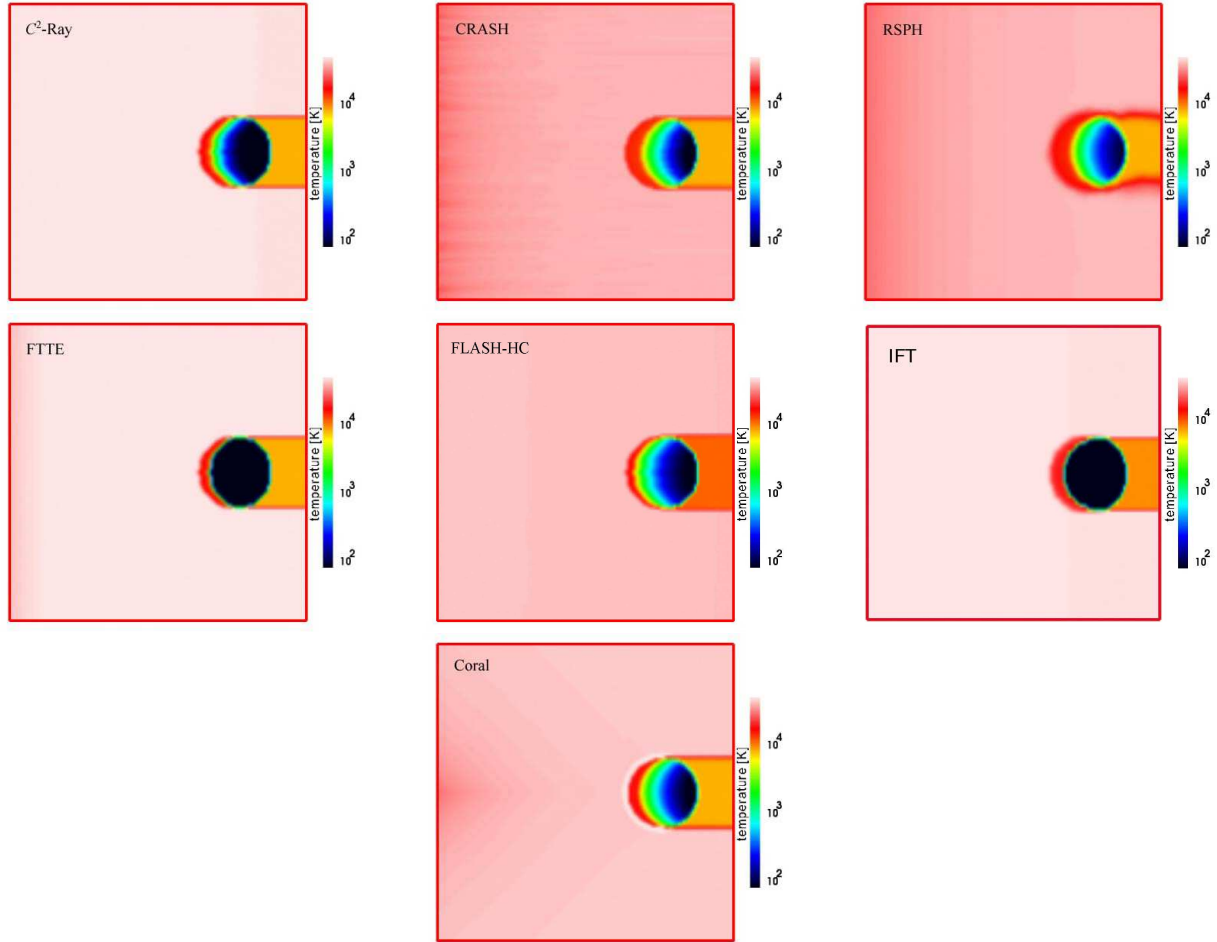 C²-Ray
temperature [K]
10⁴
10³
10²
CRASH
temperature [K]
10⁴
10³
10²
RSPH
temperature [K]
10⁴
10³
10²
FTTE
temperature [K]
10⁴
10³
10²
FLASH-HC
temperature [K]
10⁴
10³
10²
IFT
temperature [K]
10⁴
10³
10²
Coral
temperature [K]
10⁴
10³
10²